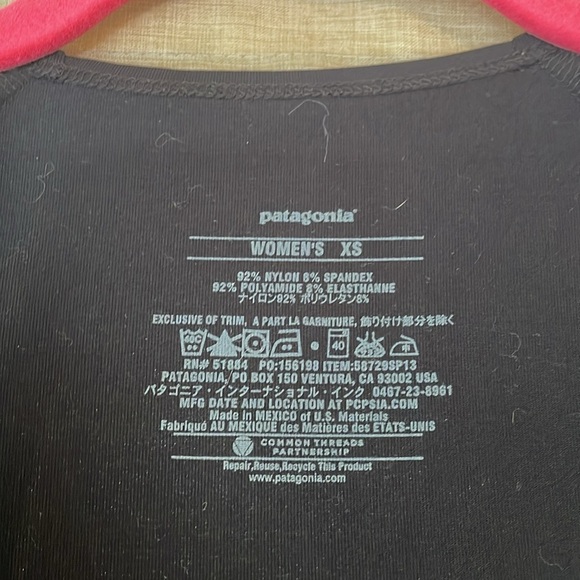 patagonia®
WOMEN'S XS
92% NYLON 8% SPANDEX
92% POLYAMIDE 8% ELASTHANNE
ナイロン92% ポリウレタン8%
EXCLUSIVE OF TRIM, A PART LA GARNITURE, 飾り付け部分を除く
40C 40
RN# 51884 PO:156198 ITEM:58729SP13
PATAGONIA, PO BOX 150 VENTURA, CA 93002 USA
パタゴニア・インターナショナル・インク 0467-23-8961
MFG DATE AND LOCATION AT PCPSIA.COM
Made in MEXICO of U.S. Materials
Fabriqué AU MEXIQUE des Matières des ETATS-UNIS
COMMON THREADS
PARTNERSHIP
Repair,Reuse,Recycle This Product
www.patagonia.com